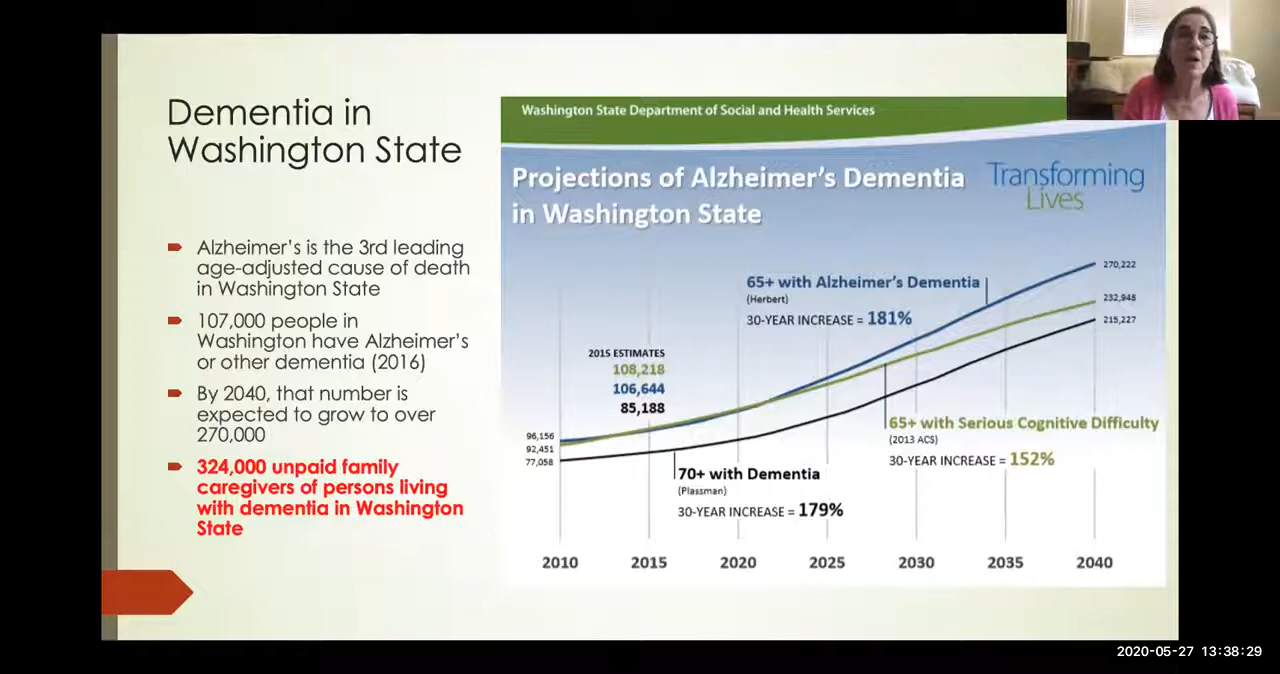 Dementia in
Washington State
Alzheimer's is the 3rd leading
age-adjusted cause of death
in Washington State
107,000 people in
Washington have Alzheimer's
or other dementia (2016)
By 2040, that number is
expected to grow to over
270,000
324,000 unpaid family
caregivers of persons living
with dementia in Washington
State
Washington State Department of Social and Health Services
Projections of Alzheimer's Dementia
in Washington State
Transforming
Lives
65+ with Alzheimer's Dementia
(Herbert)
30-YEAR INCREASE = 181%
270,222
232,948
215,227
2015 ESTIMATES
108,218
106,644
85,188
96,156
92,451
77,058
65+ with Serious Cognitive Difficulty
(2013 ACS)
30-YEAR INCREASE = 152%
70+ with Dementia
(Plassman)
30-YEAR INCREASE = 179%
2010 2015 2020 2025 2030 2035 2040
2020-05-27 13:38:29